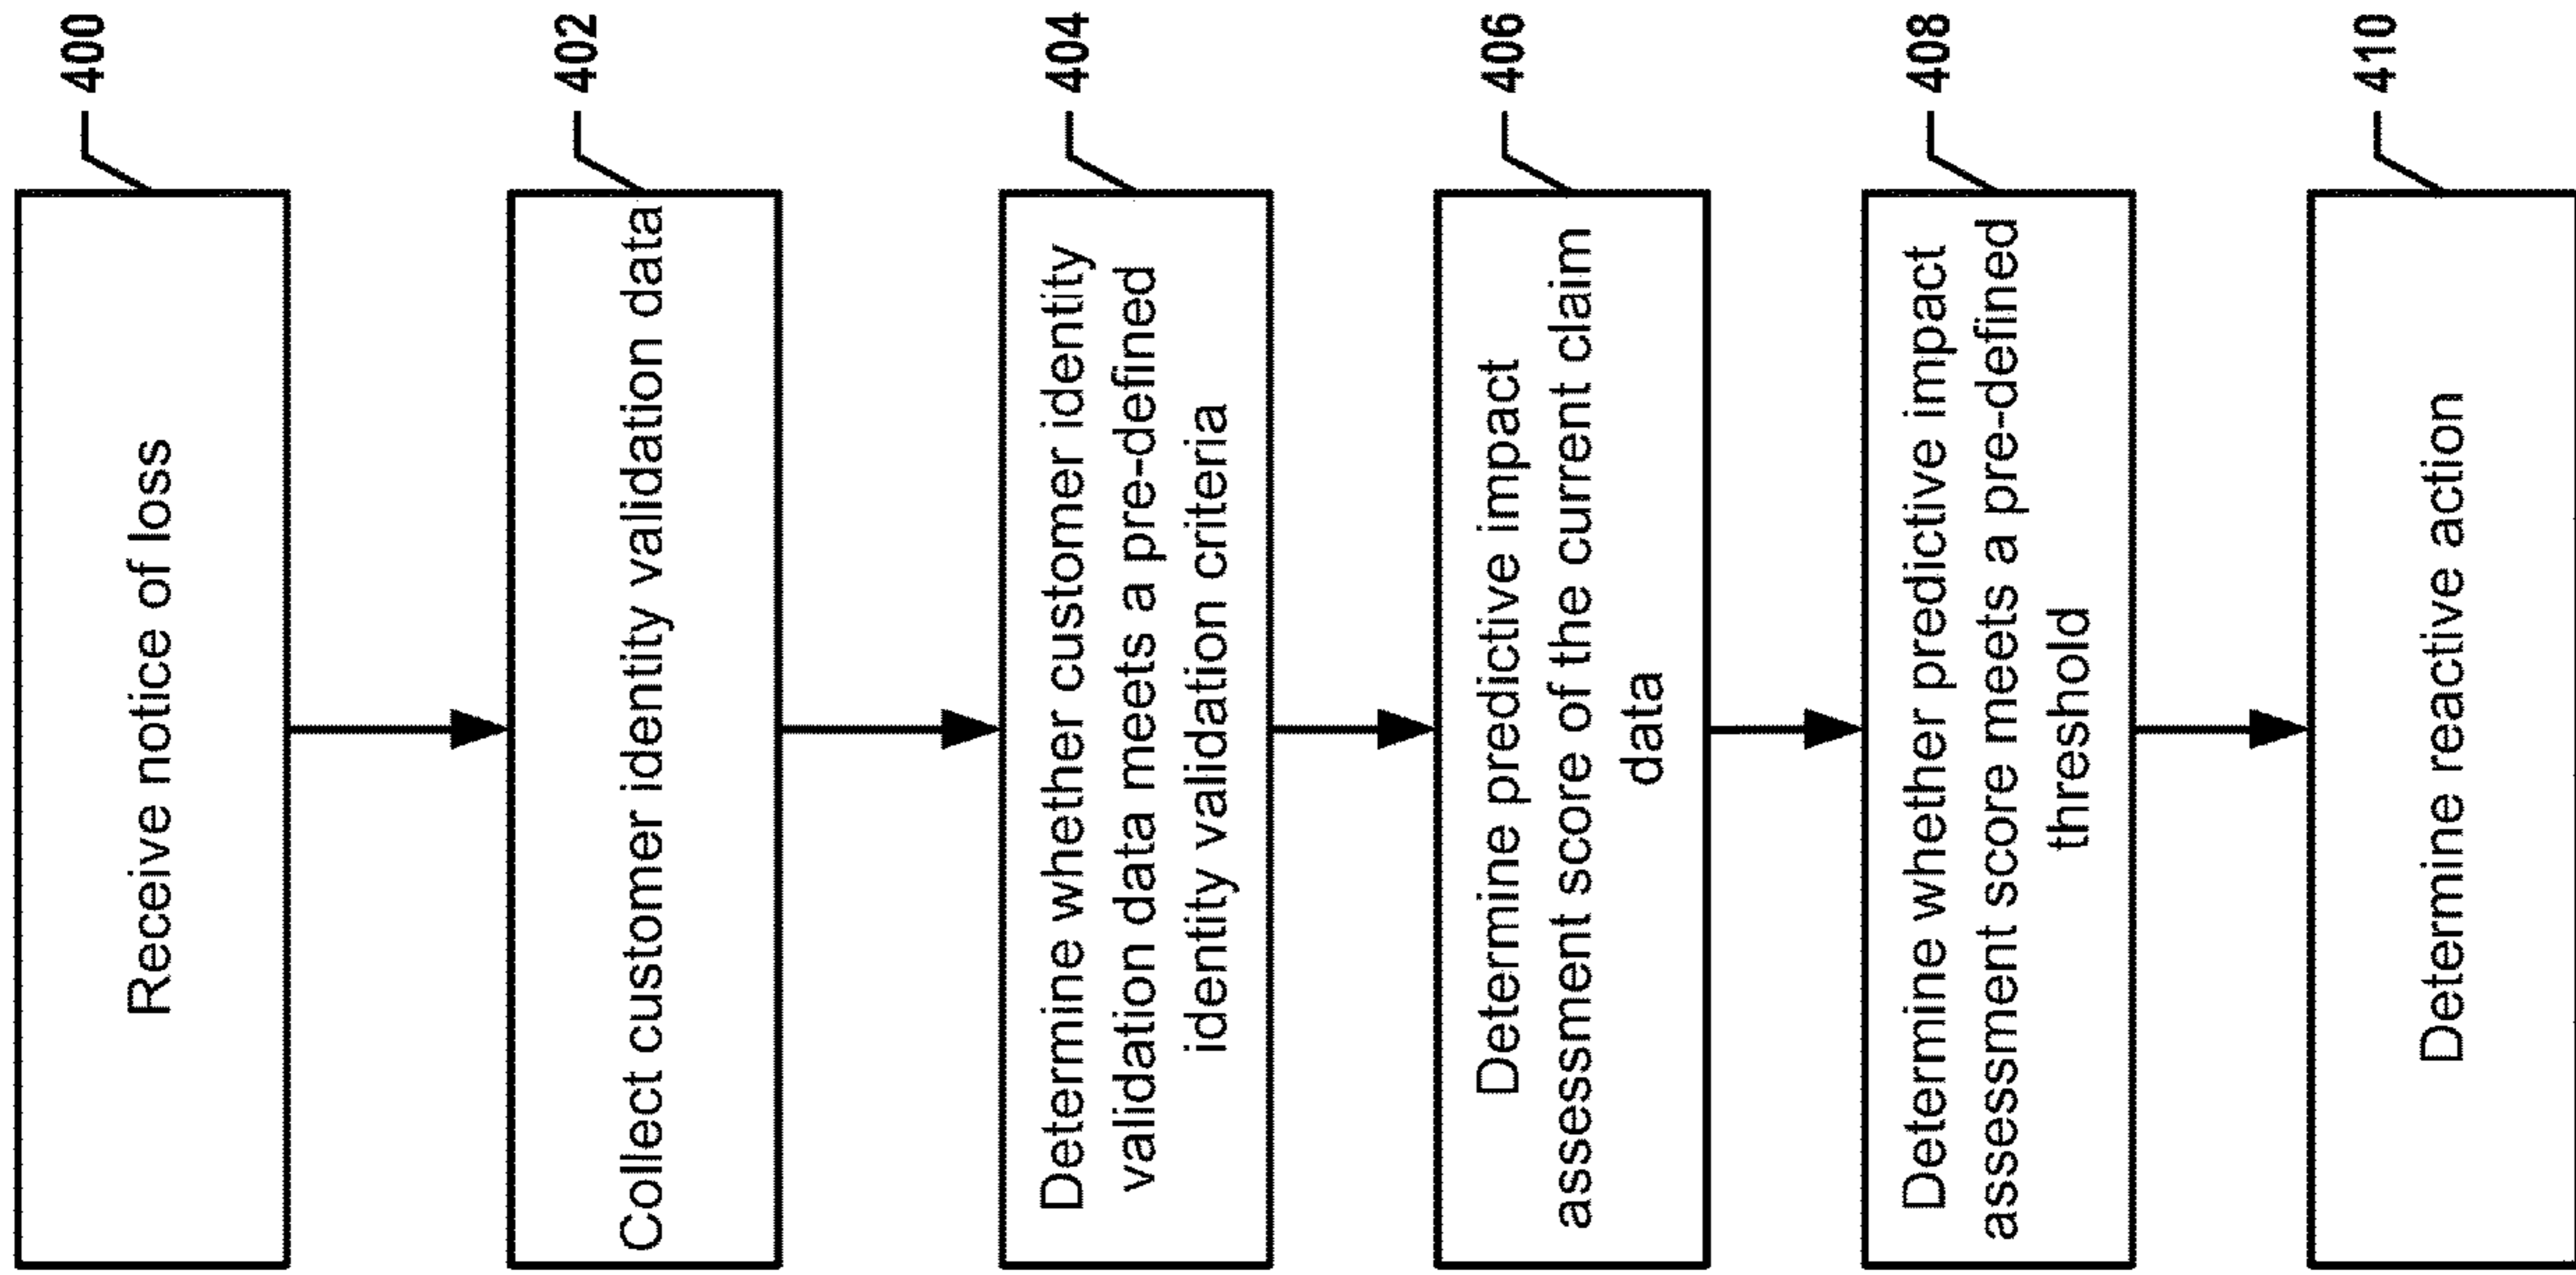 400
Receive notice of loss
402
Collect customer identity validation data
404
Determine whether customer identity
validation data meets a pre-defined
identity validation criteria
406
Determine predictive impact
assessment score of the current claim
data
408
Determine whether predictive impact
assessment score meets a pre-defined
threshold
410
Determine reactive action